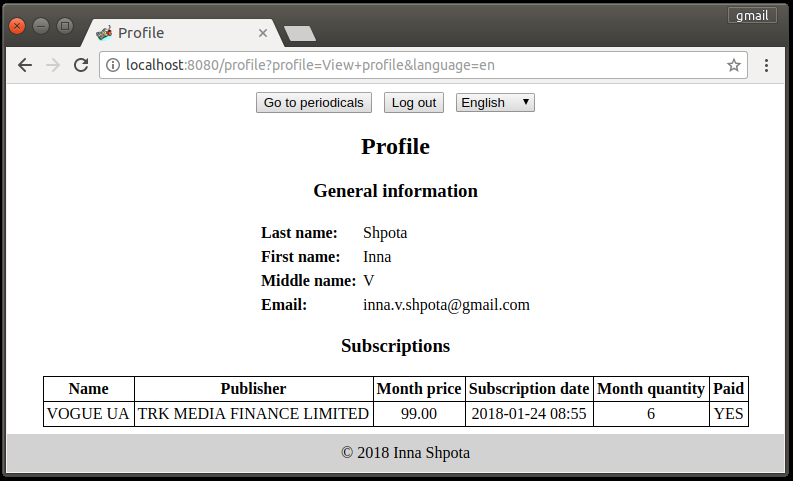 gmail
Profile
localhost:8080/profile?profile=View+profile&language=en
Go to periodicals Log out English
Profile
General information
Last name: Shpota
First name: Inna
Middle name: V
Email: inna.v.shpota@gmail.com
Subscriptions
Name Publisher Month price Subscription date Month quantity Paid
VOGUE UA TRK MEDIA FINANCE LIMITED 99.00 2018-01-24 08:55 6 YES
© 2018 Inna Shpota